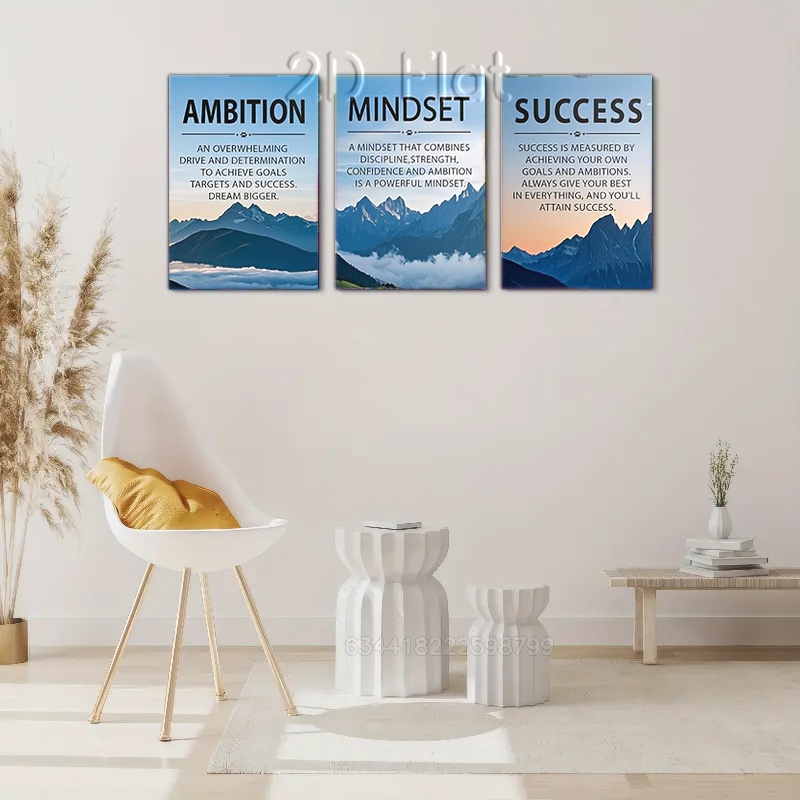 2D Flat
AMBITION
AN OVERWHELMING
DRIVE AND DETERMINATION
TO ACHIEVE GOALS
TARGETS AND SUCCESS.
DREAM BIGGER.
MINDSET
A MINDSET THAT COMBINES
DISCIPLINE,STRENGTH,
CONFIDENCE AND AMBITION
IS A POWERFUL MINDSET.
SUCCESS
SUCCESS IS MEASURED BY
ACHIEVING YOUR OWN
GOALS AND AMBITIONS.
ALWAYS GIVE YOUR BEST
IN EVERYTHING, AND YOU'LL
ATTAIN SUCCESS.
634418222598799